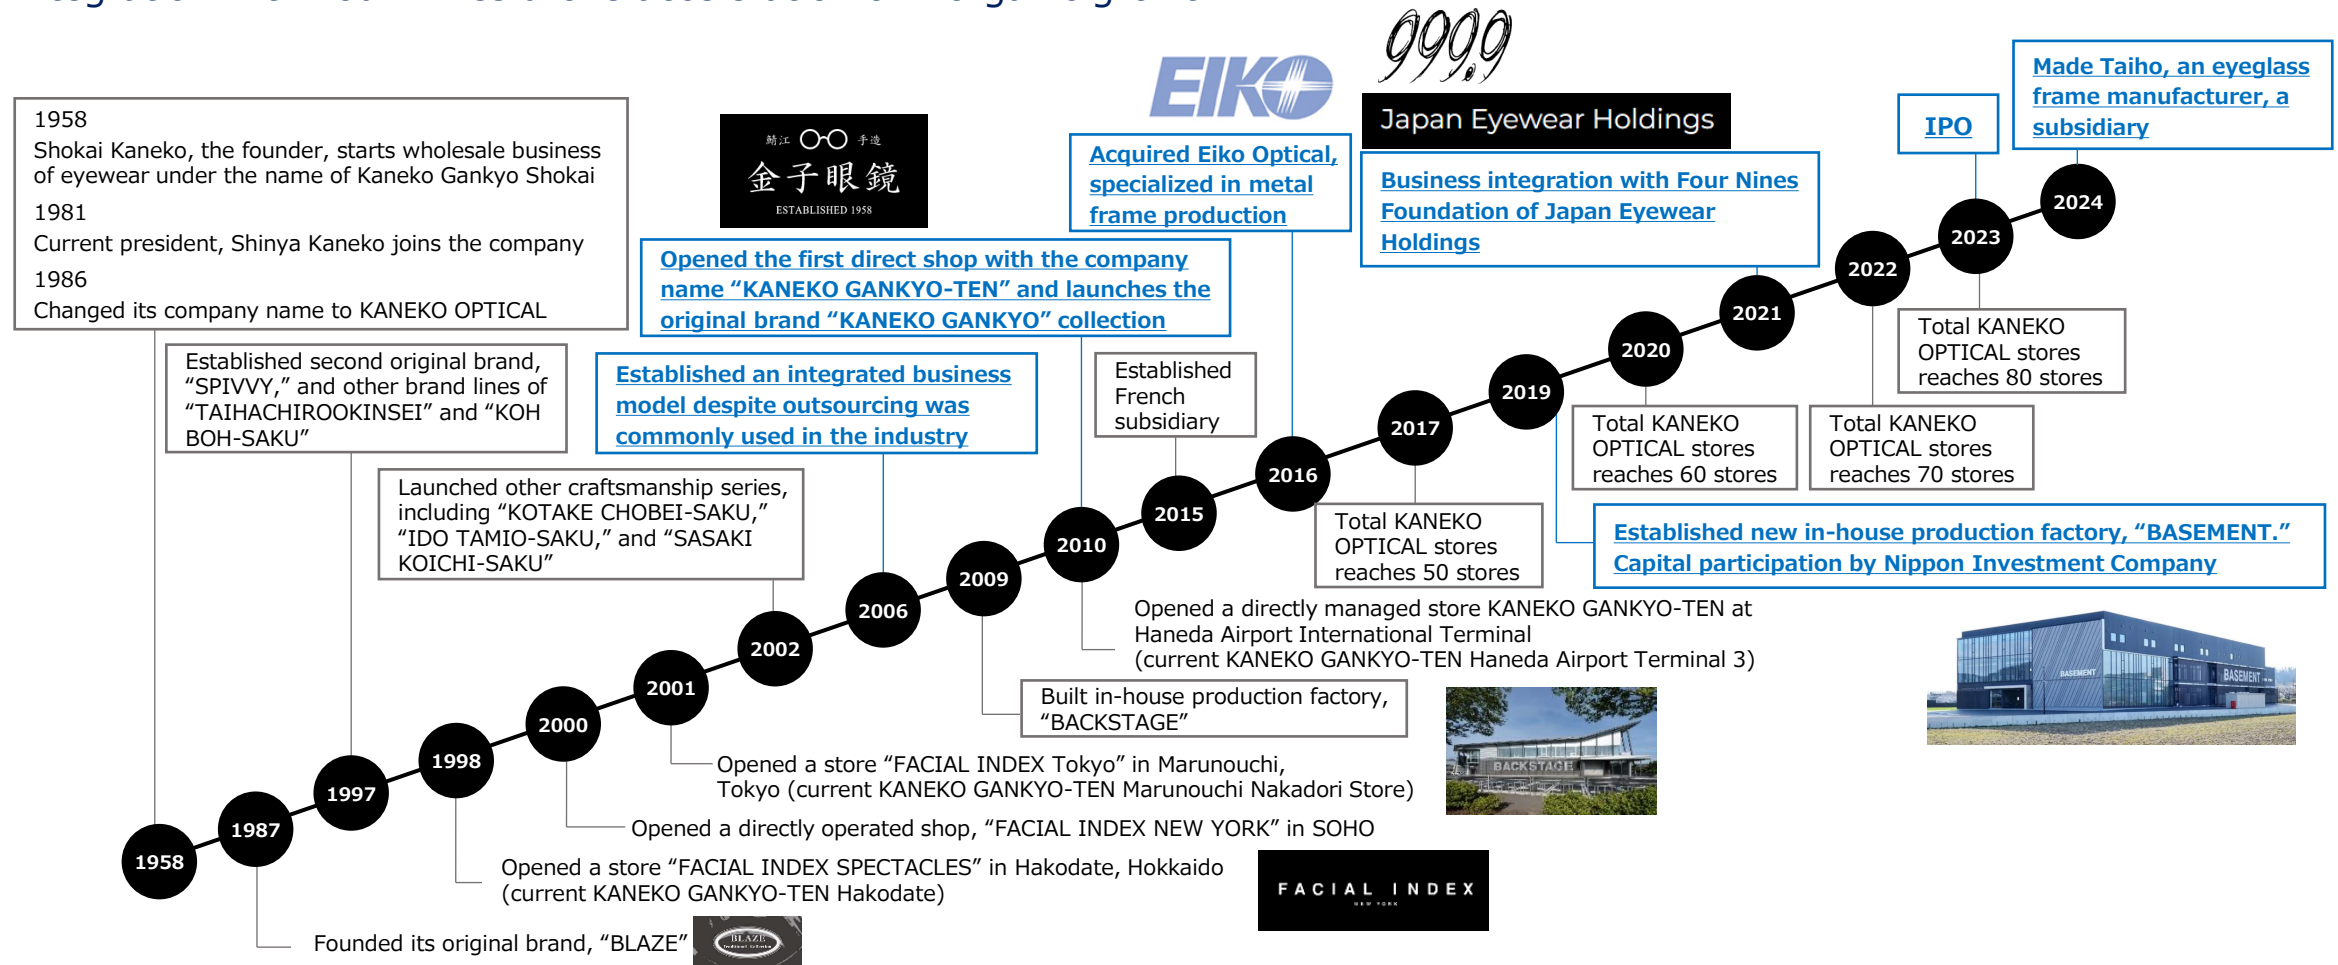 1958
Shokai Kaneko, the founder, starts wholesale business
of eyewear under the name of Kaneko Gankyo Shokai
1981
Current president, Shinya Kaneko joins the company
1986
Changed its company name to KANEKO OPTICAL
Established second original brand,
“SPIVVY,” and other brand lines of
“TAIHACHIROOKINSEI” and “KOH
BOH-SAKU”
Launched other craftsmanship series,
including “KOTAKE CHOBEI-SAKU,”
“IDO TAMIO-SAKU,” and “SASAKI
KOICHI-SAKU”
Established an integrated business
model despite outsourcing was
commonly used in the industry
鯖江 手造
金子眼鏡
ESTABLISHED 1958
Opened the first direct shop with the company
name “KANEKO GANKYO-TEN” and launches the
original brand “KANEKO GANKYO” collection
Established
French
subsidiary
EIKO
Acquired Eiko Optical,
specialized in metal
frame production
999.9
Japan Eyewear Holdings
Business integration with Four Nines
Foundation of Japan Eyewear
Holdings
IPO
Made Taiho, an eyeglass
frame manufacturer, a
subsidiary
1958
1987
1997
1998
2000
2001
2002
2006
2009
2010
2015
2016
2017
2019
2020
2021
2022
2023
2024
Total KANEKO
OPTICAL stores
reaches 50 stores
Total KANEKO
OPTICAL stores
reaches 60 stores
Total KANEKO
OPTICAL stores
reaches 70 stores
Total KANEKO
OPTICAL stores
reaches 80 stores
Established new in-house production factory, “BASEMENT.”
Capital participation by Nippon Investment Company
BASEMENT
BASEMENT
Opened a directly managed store KANEKO GANKYO-TEN at
Haneda Airport International Terminal
(current KANEKO GANKYO-TEN Haneda Airport Terminal 3)
Built in-house production factory,
“BACKSTAGE”
BACKSTAGE
Opened a store “FACIAL INDEX Tokyo” in Marunouchi,
Tokyo (current KANEKO GANKYO-TEN Marunouchi Nakadori Store)
Opened a directly operated shop, “FACIAL INDEX NEW YORK” in SOHO
Opened a store “FACIAL INDEX SPECTACLES” in Hakodate, Hokkaido
(current KANEKO GANKYO-TEN Hakodate)
FACIAL INDEX
NEW YORK
Founded its original brand, “BLAZE”
BLAZE
Traditional Collection